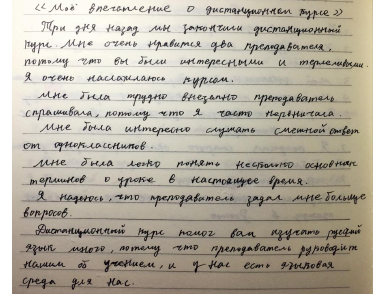 «Моё впечатление о дистанционном курсе»
Три дня назад мы закончили дистанционный
курс. Мне очень нравится два преподавателя,
потому что вы были интересными и терпеливыми.
Я очень наслаждаюсь курсом.
Мне была трудно внезапно преподаватель
спрашивала, потому что я часто нервничала.
Мне была интересно слушать смешной ответ
от одноклассников.
Мне была легко понять несколько основных
терминов о уроке в настоящее время.
Я надеюсь, что преподаватель задал мне больше
вопросов.
Дистанционный курс помог вам изучать русский
язык много, потому что преподаватель руководит
нашим об учением, и у нас есть языковая
среда для нас.